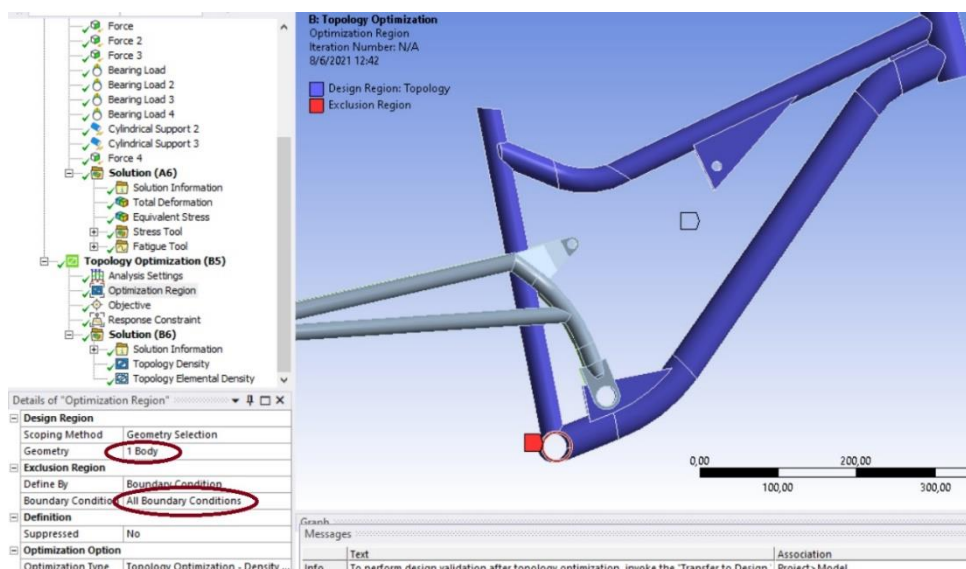 Force
Force 2
Force 3
Bearing Load
Bearing Load 2
Bearing Load 3
Bearing Load 4
Cylindrical Support 2
Cylindrical Support 3
Force 4
Solution (A6)
Solution Information
Total Deformation
Equivalent Stress
Stress Tool
Fatigue Tool
Topology Optimization (B5)
Analysis Settings
Optimization Region
Objective
Response Constraint
Solution (B6)
Solution Information
Topology Density
Topology Elemental Density
Details of "Optimization Region"
Design Region
Scoping Method Geometry Selection
Geometry 1 Body
Exclusion Region
Define By Boundary Condition
Boundary Condition All Boundary Conditions
Definition
Suppressed No
Optimization Option
Optimization Type Topology Optimization - Density ...
B: Topology Optimization
Optimization Region
Iteration Number: N/A
8/6/2021 12:42
Design Region: Topology
Exclusion Region
0,00 200,00
100,00 300,00
Graph
Messages
Text Association
Info To perform design validation after topology optimization, invoke the 'Transfer to Design Project>Model